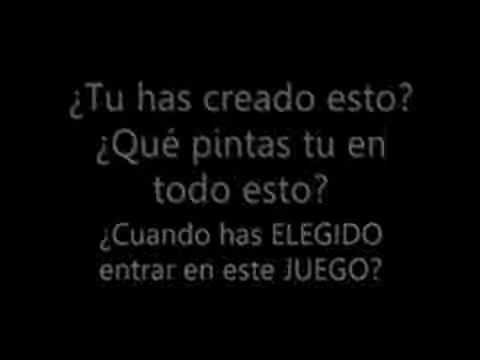 ¿Tu has creado esto?
¿Qué pintas tu en
todo esto?
¿Cuando has ELEGIDO
entrar en este JUEGO?